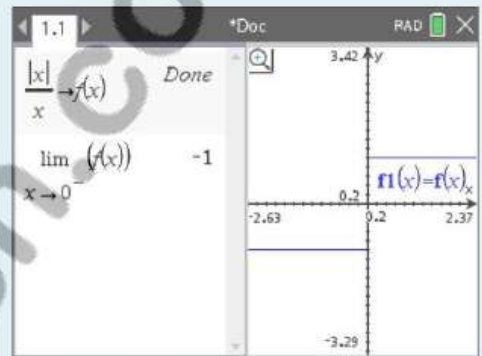 1.1 *Doc RAD
|x|/x →f(x) Done
lim x→0⁻ (f(x)) -1
3.42 y
f1(x)=f(x) x
0.2
-2.63 0.2 2.37
-3.29